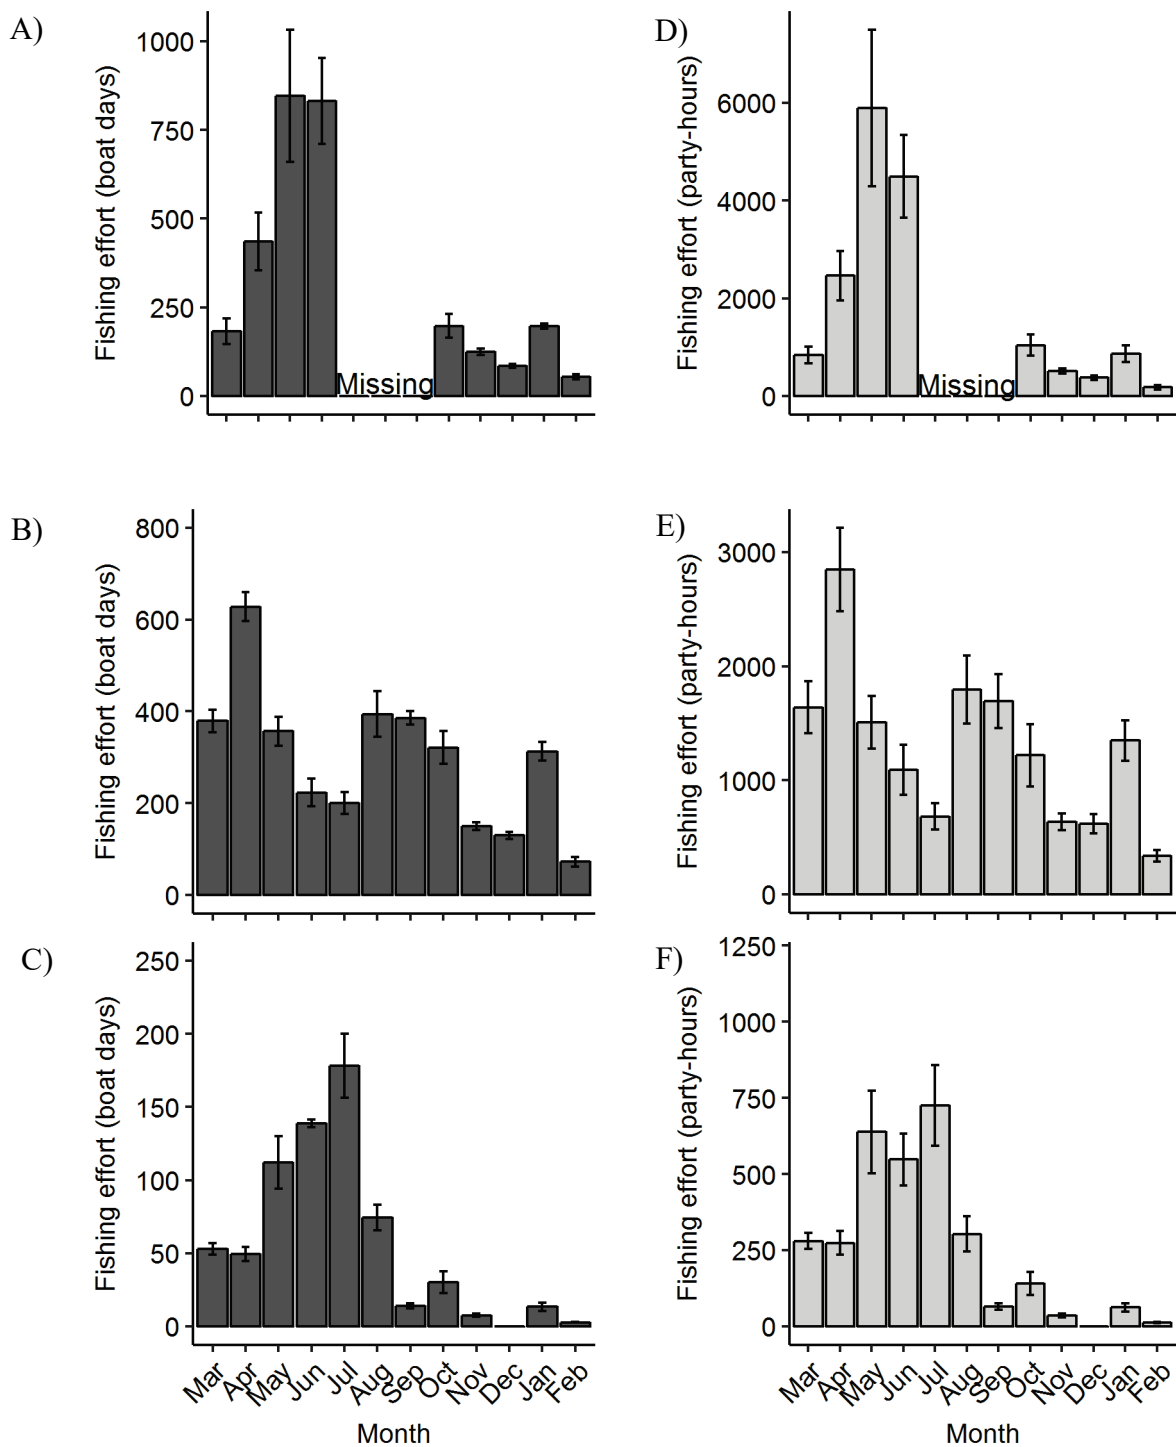 A)
Fishing effort (boat days)
1000
750
500
250
0
Missing
D)
Fishing effort (party-hours)
6000
4000
2000
0
Missing
B)
Fishing effort (boat days)
800
600
400
200
0
E)
Fishing effort (party-hours)
3000
2000
1000
0
C)
Fishing effort (boat days)
250
200
150
100
50
0
Mar Apr May Jun Jul Aug Sep Oct Nov Dec Jan Feb
Month
F)
Fishing effort (party-hours)
1250
1000
750
500
250
0
Mar Apr May Jun Jul Aug Sep Oct Nov Dec Jan Feb
Month